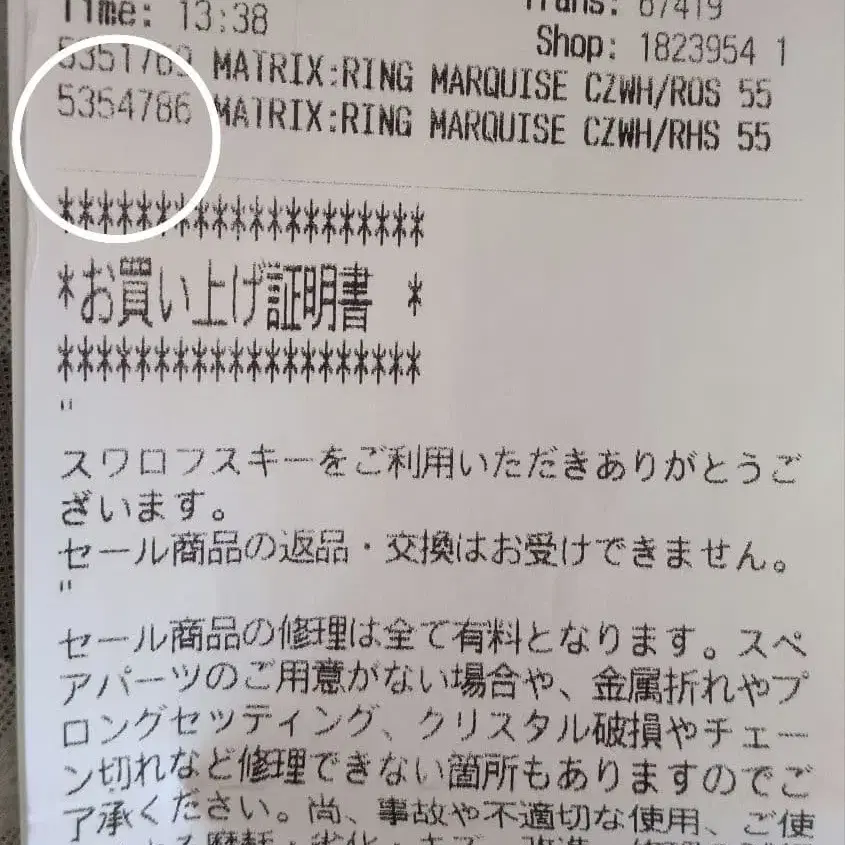 Time: 13:38
Trans: 67419
Shop: 1823954 1
5351769 MATRIX:RING MARQUISE CZWH/ROS 55
5354786 MATRIX:RING MARQUISE CZWH/RHS 55
*******************
*お買い上げ証明書 *
*******************
"
スワロフスキーをご利用いただきありがとうご
ざいます。
セール商品の返品・交換はお受けできません。
"
セール商品の修理は全て有料となります。スペ
アパーツのご用意がない場合や、金属折れやプ
ロングセッティング、クリスタル破損やチェー
ン切れなど修理できない箇所もありますのでご
了承ください。尚、事故や不適切な使用、ご使